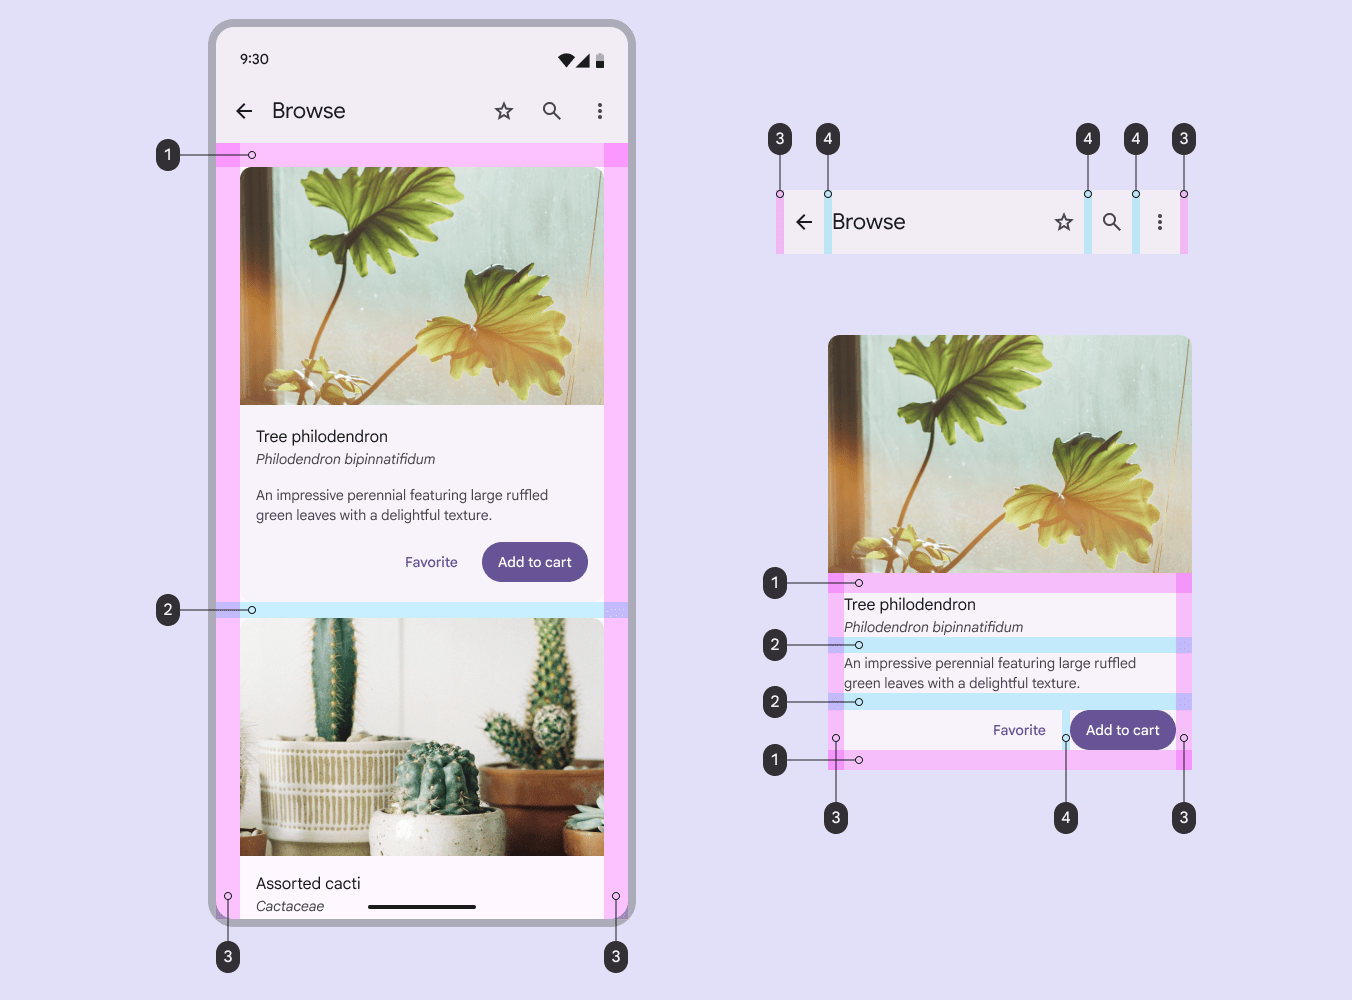 9:30
Browse
1
Tree philodendron
Philodendron bipinnatifidum
An impressive perennial featuring large ruffled
green leaves with a delightful texture.
Favorite
Add to cart
2
Assorted cacti
Cactaceae
3
3
3
4
4
4
3
Browse
1
Tree philodendron
Philodendron bipinnatifidum
2
An impressive perennial featuring large ruffled
green leaves with a delightful texture.
2
Favorite
Add to cart
1
3
4
3